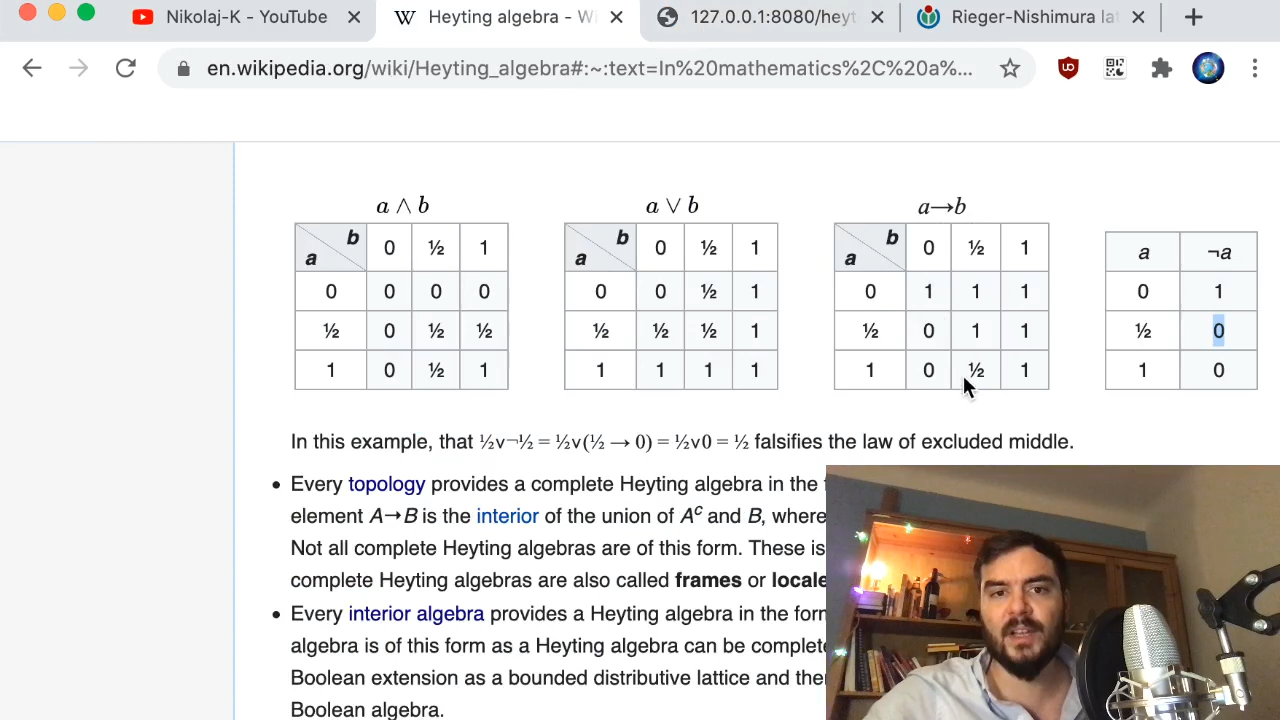 Nikolaj-K - YouTube
Heyting algebra - Wi
127.0.0.1:8080/heyt
Rieger-Nishimura la
en.wikipedia.org/wiki/Heyting_algebra#:~:text=In%20mathematics%2C%20a%...
a ∧ b
b
a
0 ½ 1
0 0 0 0
½ 0 ½ ½
1 0 ½ 1
a ∨ b
b
a
0 ½ 1
0 0 ½ 1
½ ½ ½ 1
1 1 1 1
a→b
b
a
0 ½ 1
0 1 1 1
½ 0 1 1
1 0 ½ 1
a ¬a
0 1
½ 0
1 0
In this example, that ½∨¬½ = ½∨(½ → 0) = ½∨0 = ½ falsifies the law of excluded middle.
• Every topology provides a complete Heyting algebra in the
element A→B is the interior of the union of Aᶜ and B, where
Not all complete Heyting algebras are of this form. These is
complete Heyting algebras are also called frames or locale
• Every interior algebra provides a Heyting algebra in the forn
algebra is of this form as a Heyting algebra can be complete
Boolean extension as a bounded distributive lattice and the
Boolean algebra.